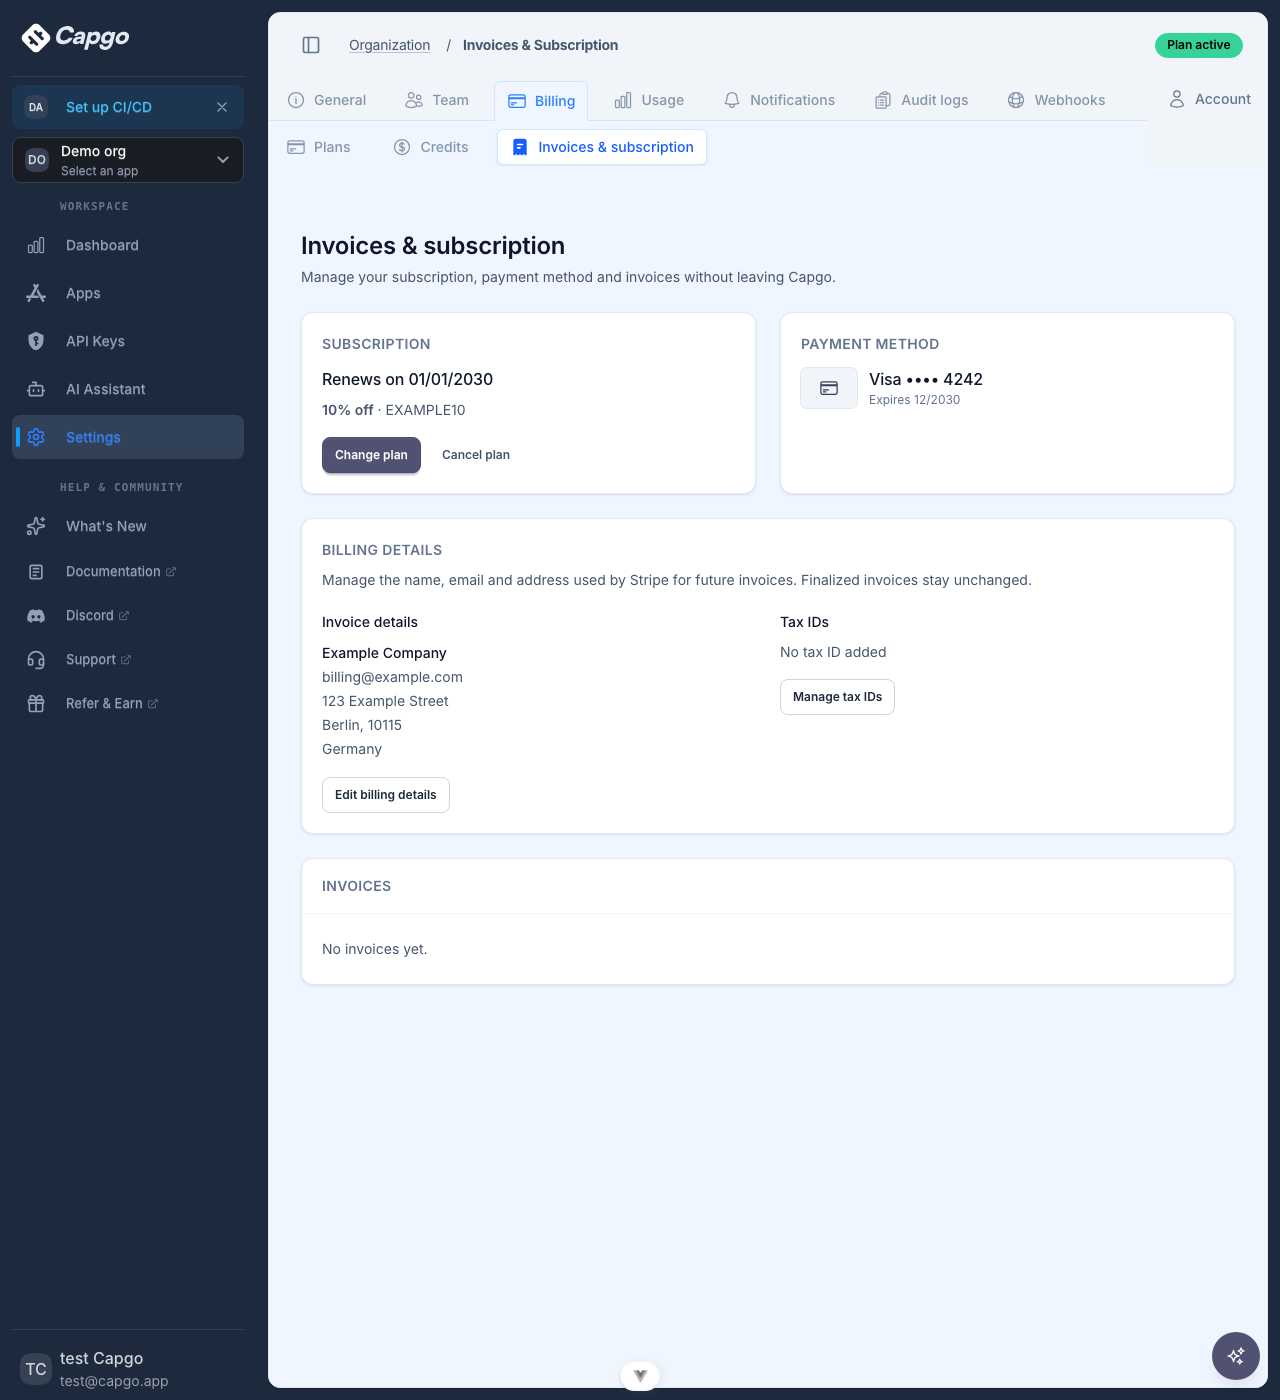 Capgo
DA
Set up CI/CD
DO
Demo org
Select an app
WORKSPACE
Dashboard
Apps
API Keys
AI Assistant
Settings
HELP & COMMUNITY
What's New
Documentation
Discord
Support
Refer & Earn
TC
test Capgo
test@capgo.app
Organization / Invoices & Subscription
Plan active
General
Team
Billing
Usage
Notifications
Audit logs
Webhooks
Account
Plans
Credits
Invoices & subscription
Invoices & subscription
Manage your subscription, payment method and invoices without leaving Capgo.
SUBSCRIPTION
Renews on 01/01/2030
10% off · EXAMPLE10
Change plan
Cancel plan
PAYMENT METHOD
Visa •••• 4242
Expires 12/2030
BILLING DETAILS
Manage the name, email and address used by Stripe for future invoices. Finalized invoices stay unchanged.
Invoice details
Example Company
billing@example.com
123 Example Street
Berlin, 10115
Germany
Edit billing details
Tax IDs
No tax ID added
Manage tax IDs
INVOICES
No invoices yet.